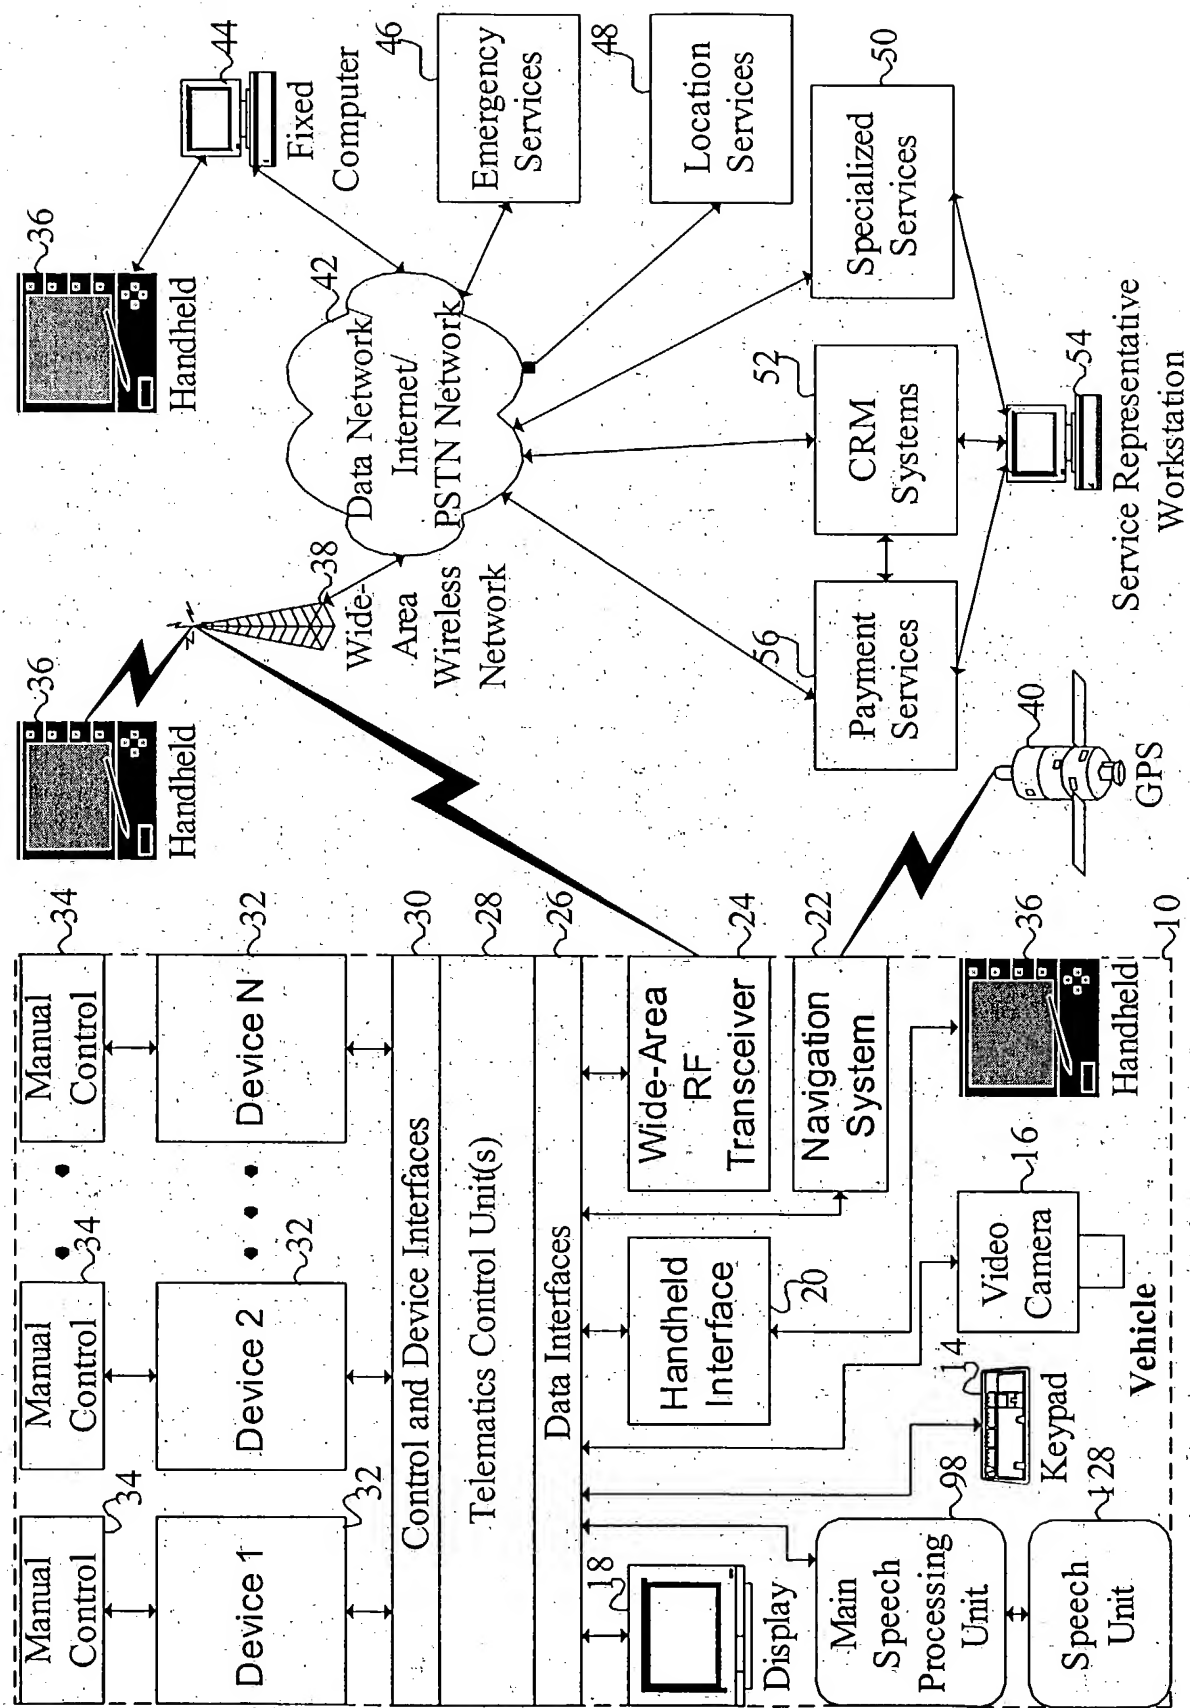 Manual
Control
34
Manual
Control
34
Manual
Control
34
Device 1
32
Device 2
32
Device N
32
Control and Device Interfaces
30
Telematics Control Unit(s)
28
Data Interfaces
26
18
Display
Handheld
Interface
20
Wide-Area
RF
Transceiver
24
Navigation
System
22
Main
Speech
Processing
Unit
98
Speech
Unit
128
14
Keypad
Video
Camera
16
Handheld
36
Vehicle
10
Handheld
36
Handheld
36
44
Fixed
Computer
38
Wide-
Area
Wireless
Network
42
Data Network/
Internet/
PSTN Network
46
Emergency
Services
48
Location
Services
50
Specialized
Services
52
CRM
Systems
56
Payment
Services
54
Service Representative
Workstation
40
GPS